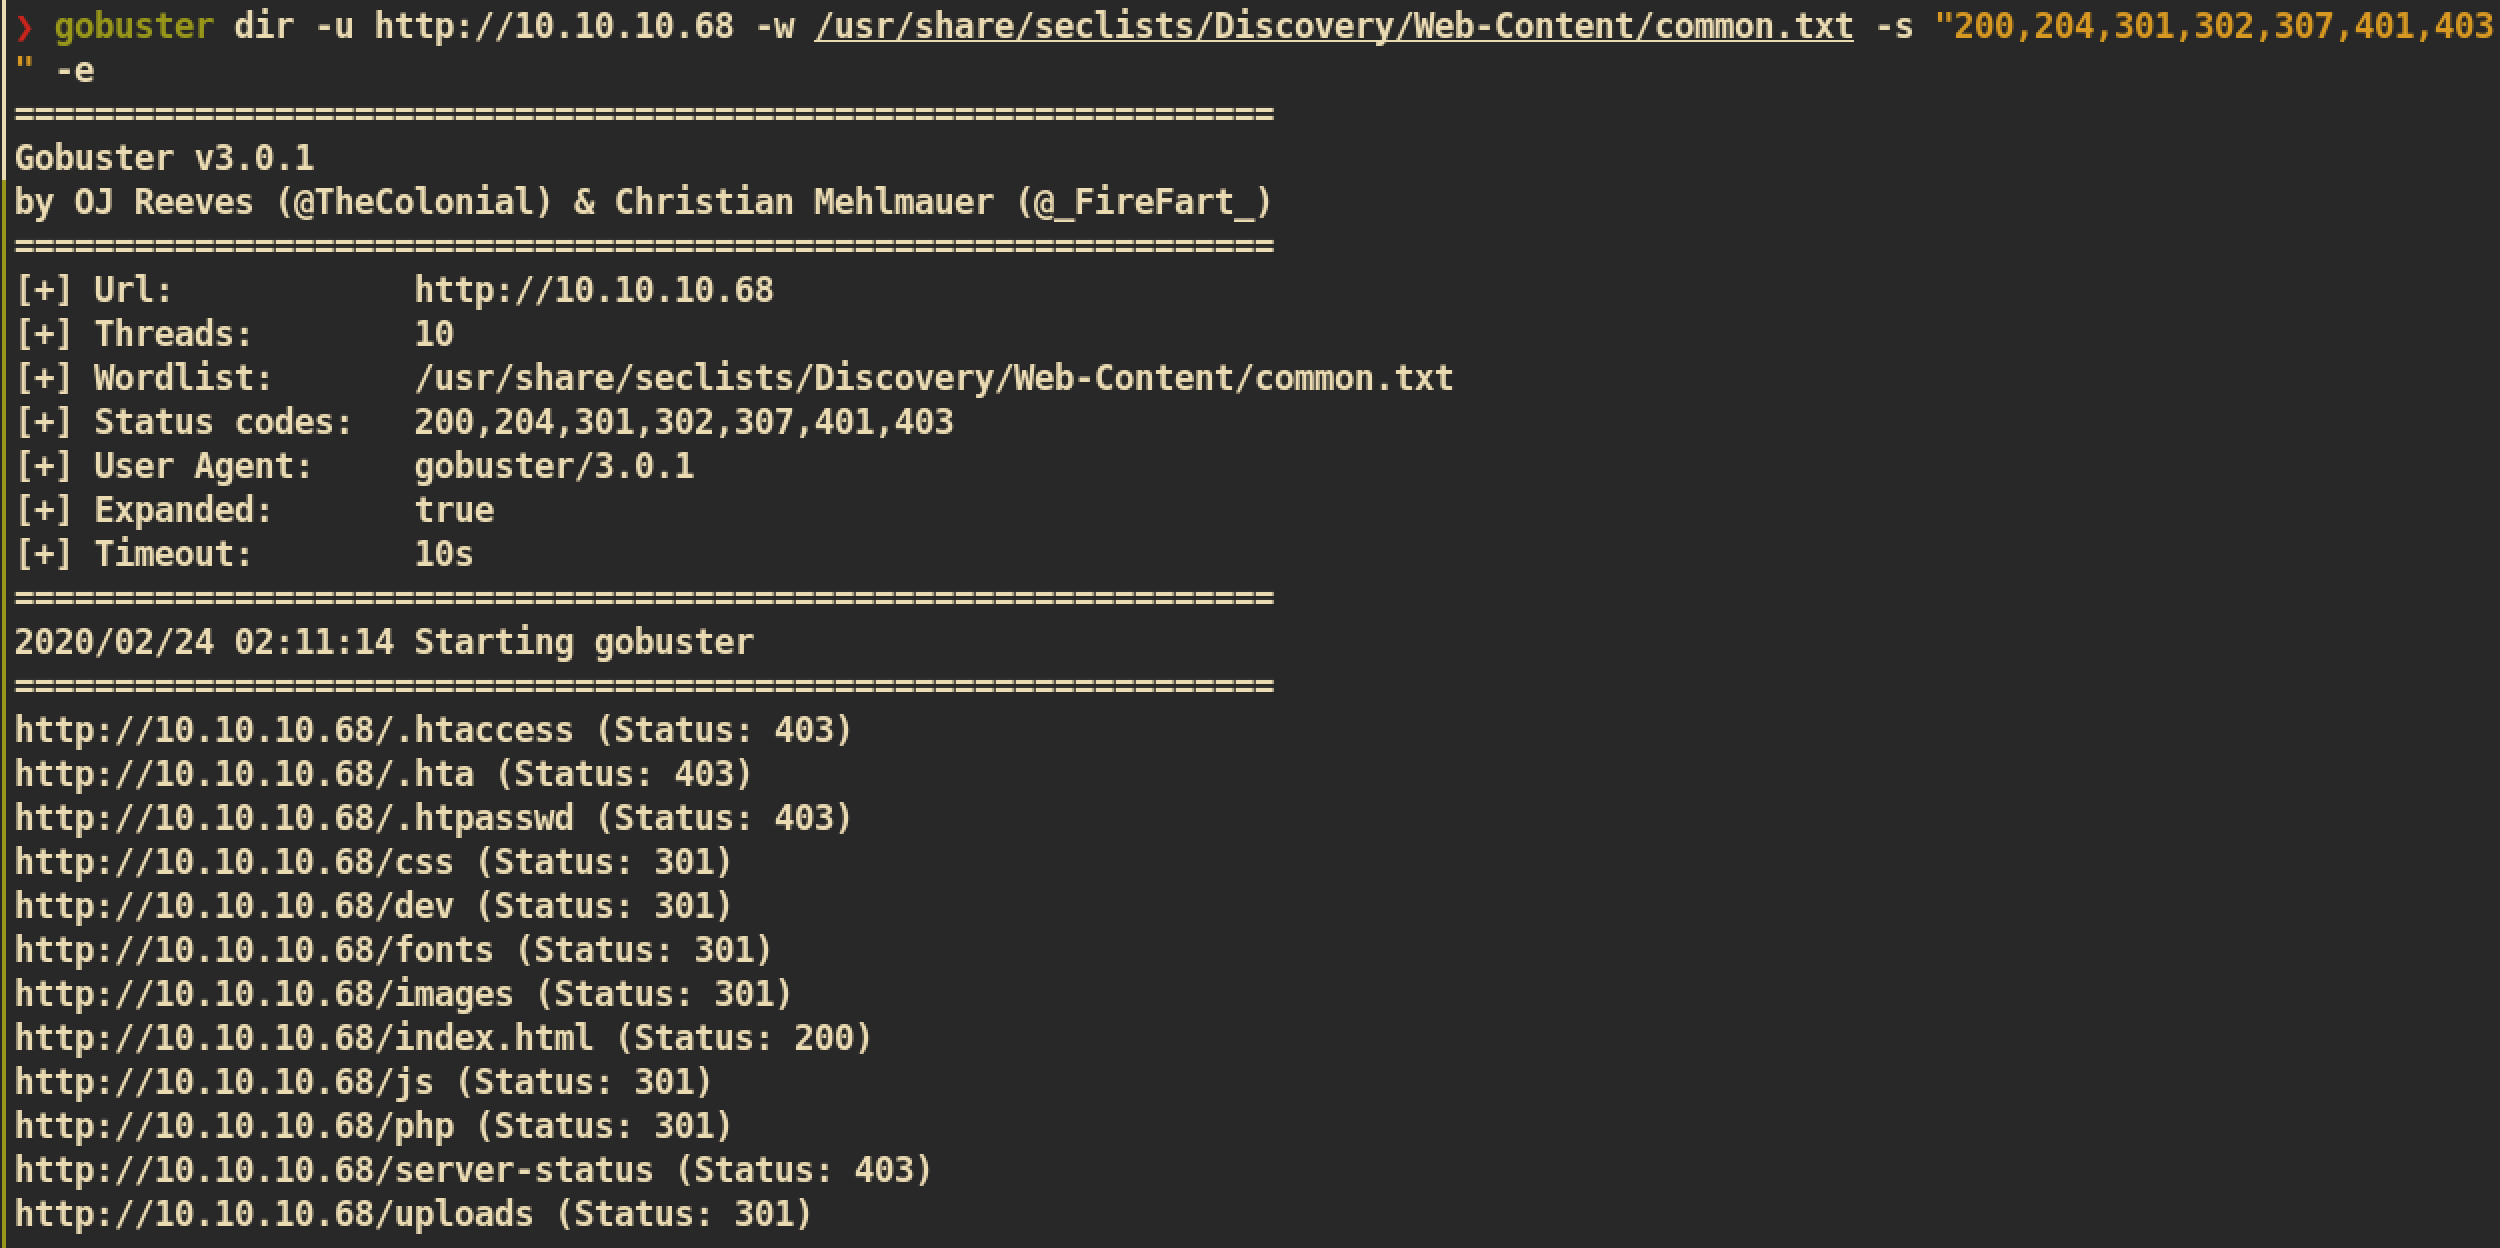 ❯ gobuster dir -u http://10.10.10.68 -w /usr/share/seclists/Discovery/Web-Content/common.txt -s "200,204,301,302,307,401,403
" -e
===============================================================
Gobuster v3.0.1
by OJ Reeves (@TheColonial) & Christian Mehlmauer (@_FireFart_)
===============================================================
[+] Url:            http://10.10.10.68
[+] Threads:        10
[+] Wordlist:       /usr/share/seclists/Discovery/Web-Content/common.txt
[+] Status codes:   200,204,301,302,307,401,403
[+] User Agent:     gobuster/3.0.1
[+] Expanded:       true
[+] Timeout:        10s
===============================================================
2020/02/24 02:11:14 Starting gobuster
===============================================================
http://10.10.10.68/.htaccess (Status: 403)
http://10.10.10.68/.hta (Status: 403)
http://10.10.10.68/.htpasswd (Status: 403)
http://10.10.10.68/css (Status: 301)
http://10.10.10.68/dev (Status: 301)
http://10.10.10.68/fonts (Status: 301)
http://10.10.10.68/images (Status: 301)
http://10.10.10.68/index.html (Status: 200)
http://10.10.10.68/js (Status: 301)
http://10.10.10.68/php (Status: 301)
http://10.10.10.68/server-status (Status: 403)
http://10.10.10.68/uploads (Status: 301)